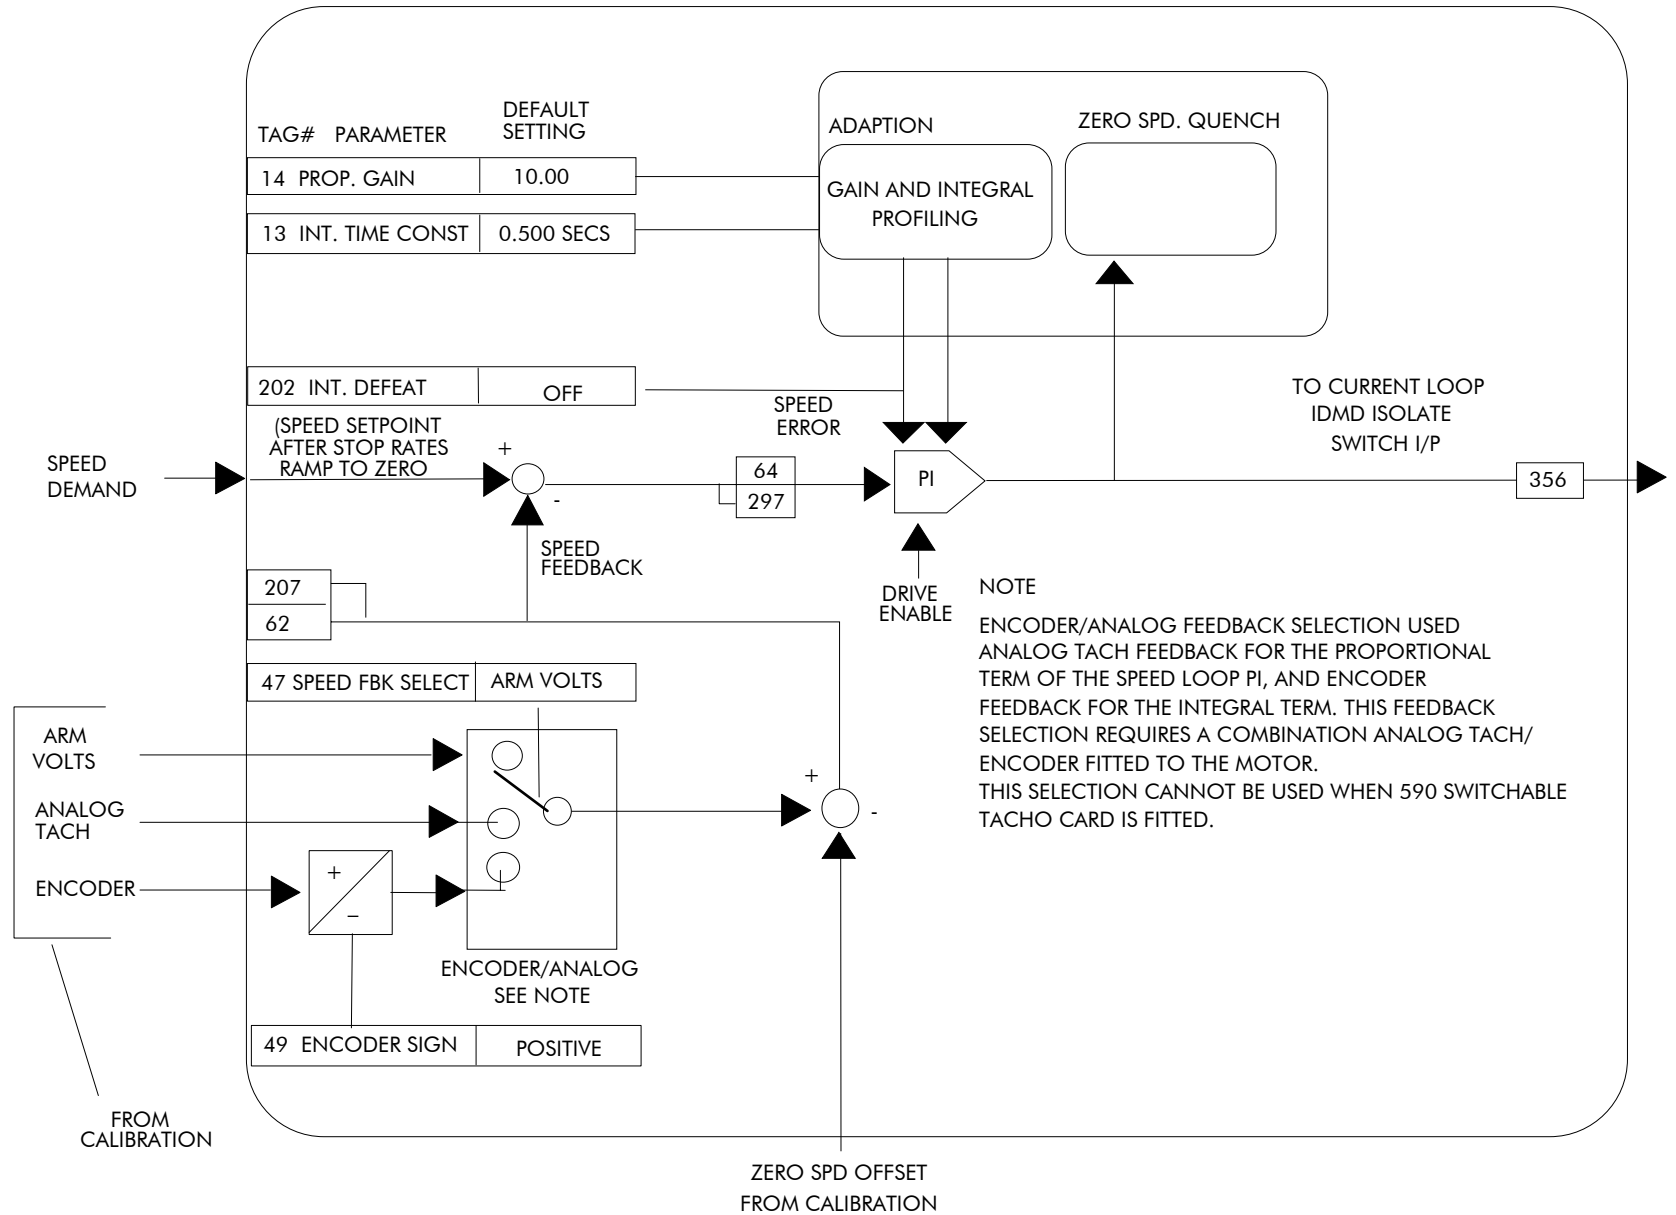 TAG# PARAMETER
DEFAULT
SETTING
14 PROP. GAIN
10.00
13 INT. TIME CONST
0.500 SECS
ADAPTION
ZERO SPD. QUENCH
GAIN AND INTEGRAL
PROFILING
202 INT. DEFEAT
OFF
(SPEED SETPOINT
AFTER STOP RATES
RAMP TO ZERO
SPEED
DEMAND
+
-
SPEED
ERROR
64
297
PI
TO CURRENT LOOP
IDMD ISOLATE
SWITCH I/P
356
SPEED
FEEDBACK
DRIVE
ENABLE
207
62
47 SPEED FBK SELECT
ARM VOLTS
NOTE
ENCODER/ANALOG FEEDBACK SELECTION USED
ANALOG TACH FEEDBACK FOR THE PROPORTIONAL
TERM OF THE SPEED LOOP PI, AND ENCODER
FEEDBACK FOR THE INTEGRAL TERM. THIS FEEDBACK
SELECTION REQUIRES A COMBINATION ANALOG TACH/
ENCODER FITTED TO THE MOTOR.
THIS SELECTION CANNOT BE USED WHEN 590 SWITCHABLE
TACHO CARD IS FITTED.
ARM
VOLTS
ANALOG
TACH
ENCODER
+
-
+
–
ENCODER/ANALOG
SEE NOTE
49 ENCODER SIGN
POSITIVE
FROM
CALIBRATION
ZERO SPD OFFSET
FROM CALIBRATION